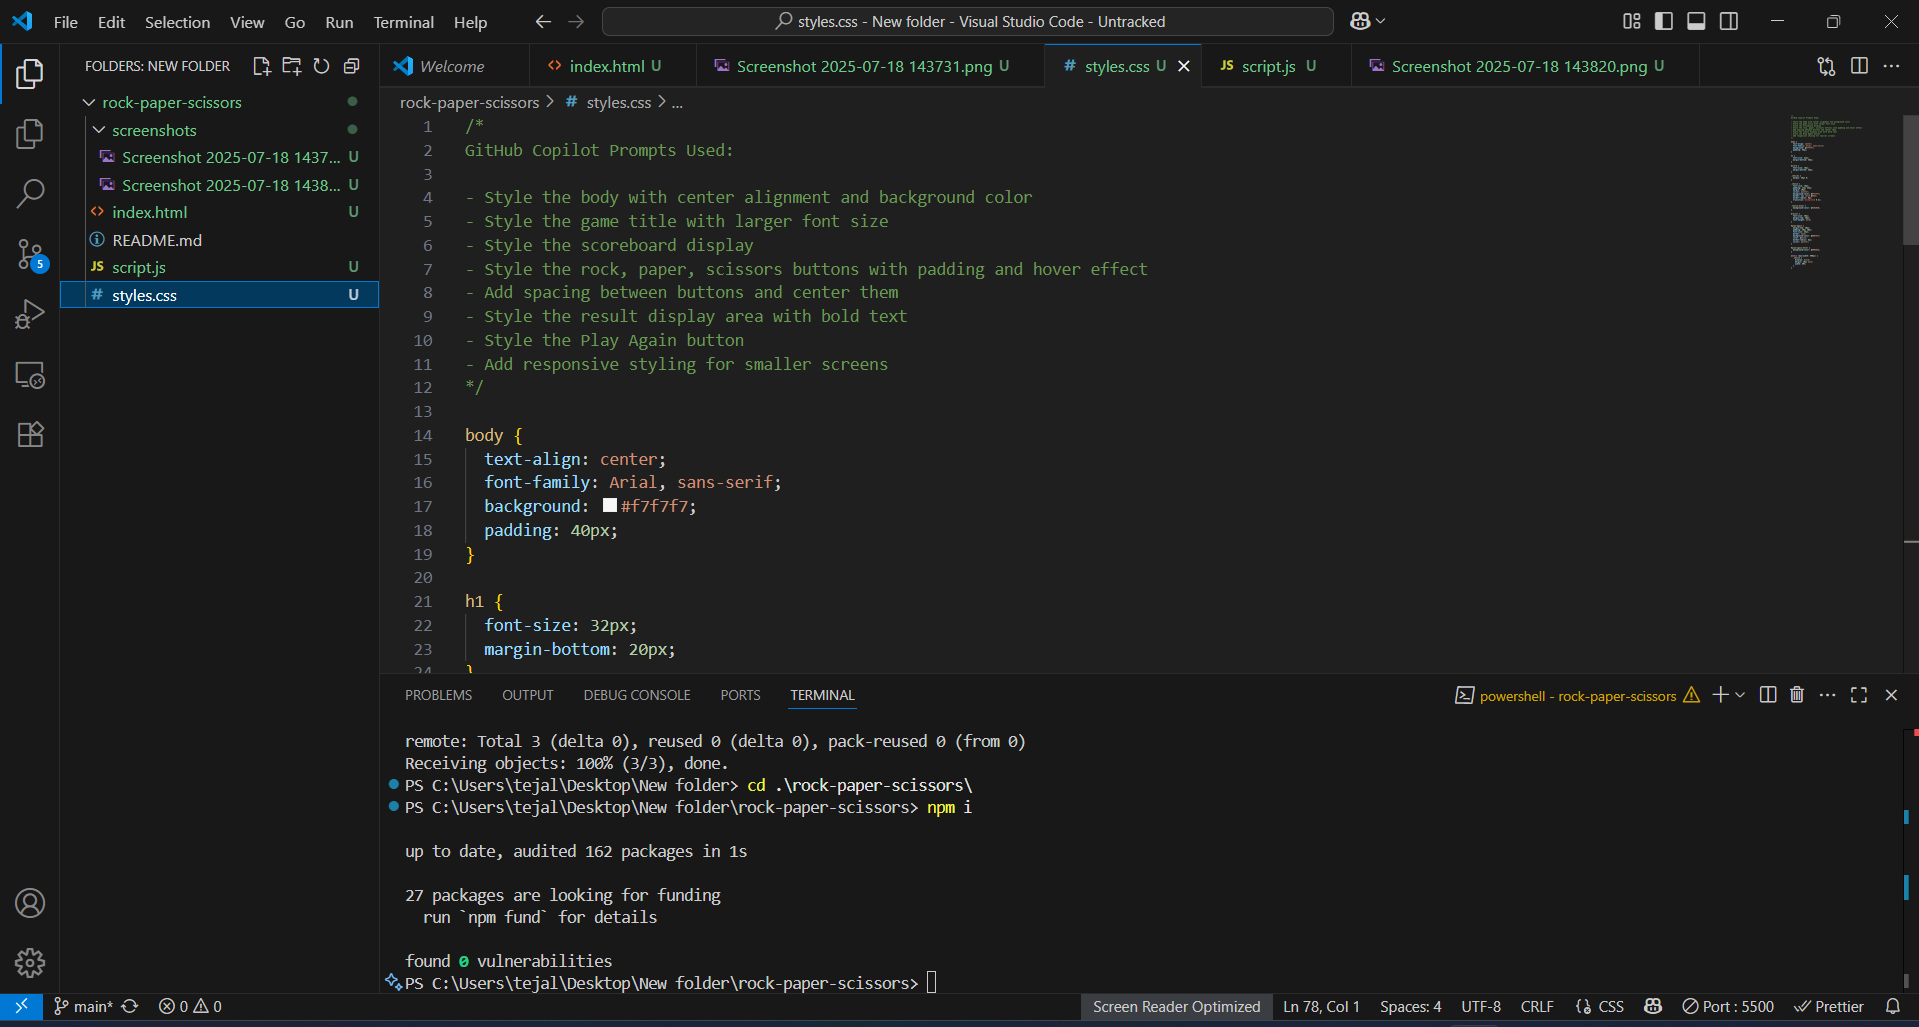 File Edit Selection View Go Run Terminal Help
styles.css - New folder - Visual Studio Code - Untracked
FOLDERS: NEW FOLDER
rock-paper-scissors
screenshots
Screenshot 2025-07-18 1437... U
Screenshot 2025-07-18 1438... U
index.html U
README.md
JS script.js U
# styles.css U
5
Welcome
<> index.html U
Screenshot 2025-07-18 143731.png U
# styles.css U
JS script.js U
Screenshot 2025-07-18 143820.png U
rock-paper-scissors > # styles.css > ...
1 /*
2 GitHub Copilot Prompts Used:
3
4 - Style the body with center alignment and background color
5 - Style the game title with larger font size
6 - Style the scoreboard display
7 - Style the rock, paper, scissors buttons with padding and hover effect
8 - Add spacing between buttons and center them
9 - Style the result display area with bold text
10 - Style the Play Again button
11 - Add responsive styling for smaller screens
12 */
13
14 body {
15 text-align: center;
16 font-family: Arial, sans-serif;
17 background: #f7f7f7;
18 padding: 40px;
19 }
20
21 h1 {
22 font-size: 32px;
23 margin-bottom: 20px;
24 }
PROBLEMS OUTPUT DEBUG CONSOLE PORTS TERMINAL
powershell - rock-paper-scissors
remote: Total 3 (delta 0), reused 0 (delta 0), pack-reused 0 (from 0)
Receiving objects: 100% (3/3), done.
PS C:\Users\tejal\Desktop\New folder> cd .\rock-paper-scissors\
PS C:\Users\tejal\Desktop\New folder\rock-paper-scissors> npm i
up to date, audited 162 packages in 1s
27 packages are looking for funding
run `npm fund` for details
found 0 vulnerabilities
PS C:\Users\tejal\Desktop\New folder\rock-paper-scissors>
main* 0 0
Screen Reader Optimized Ln 78, Col 1 Spaces: 4 UTF-8 CRLF {} CSS Port : 5500 Prettier